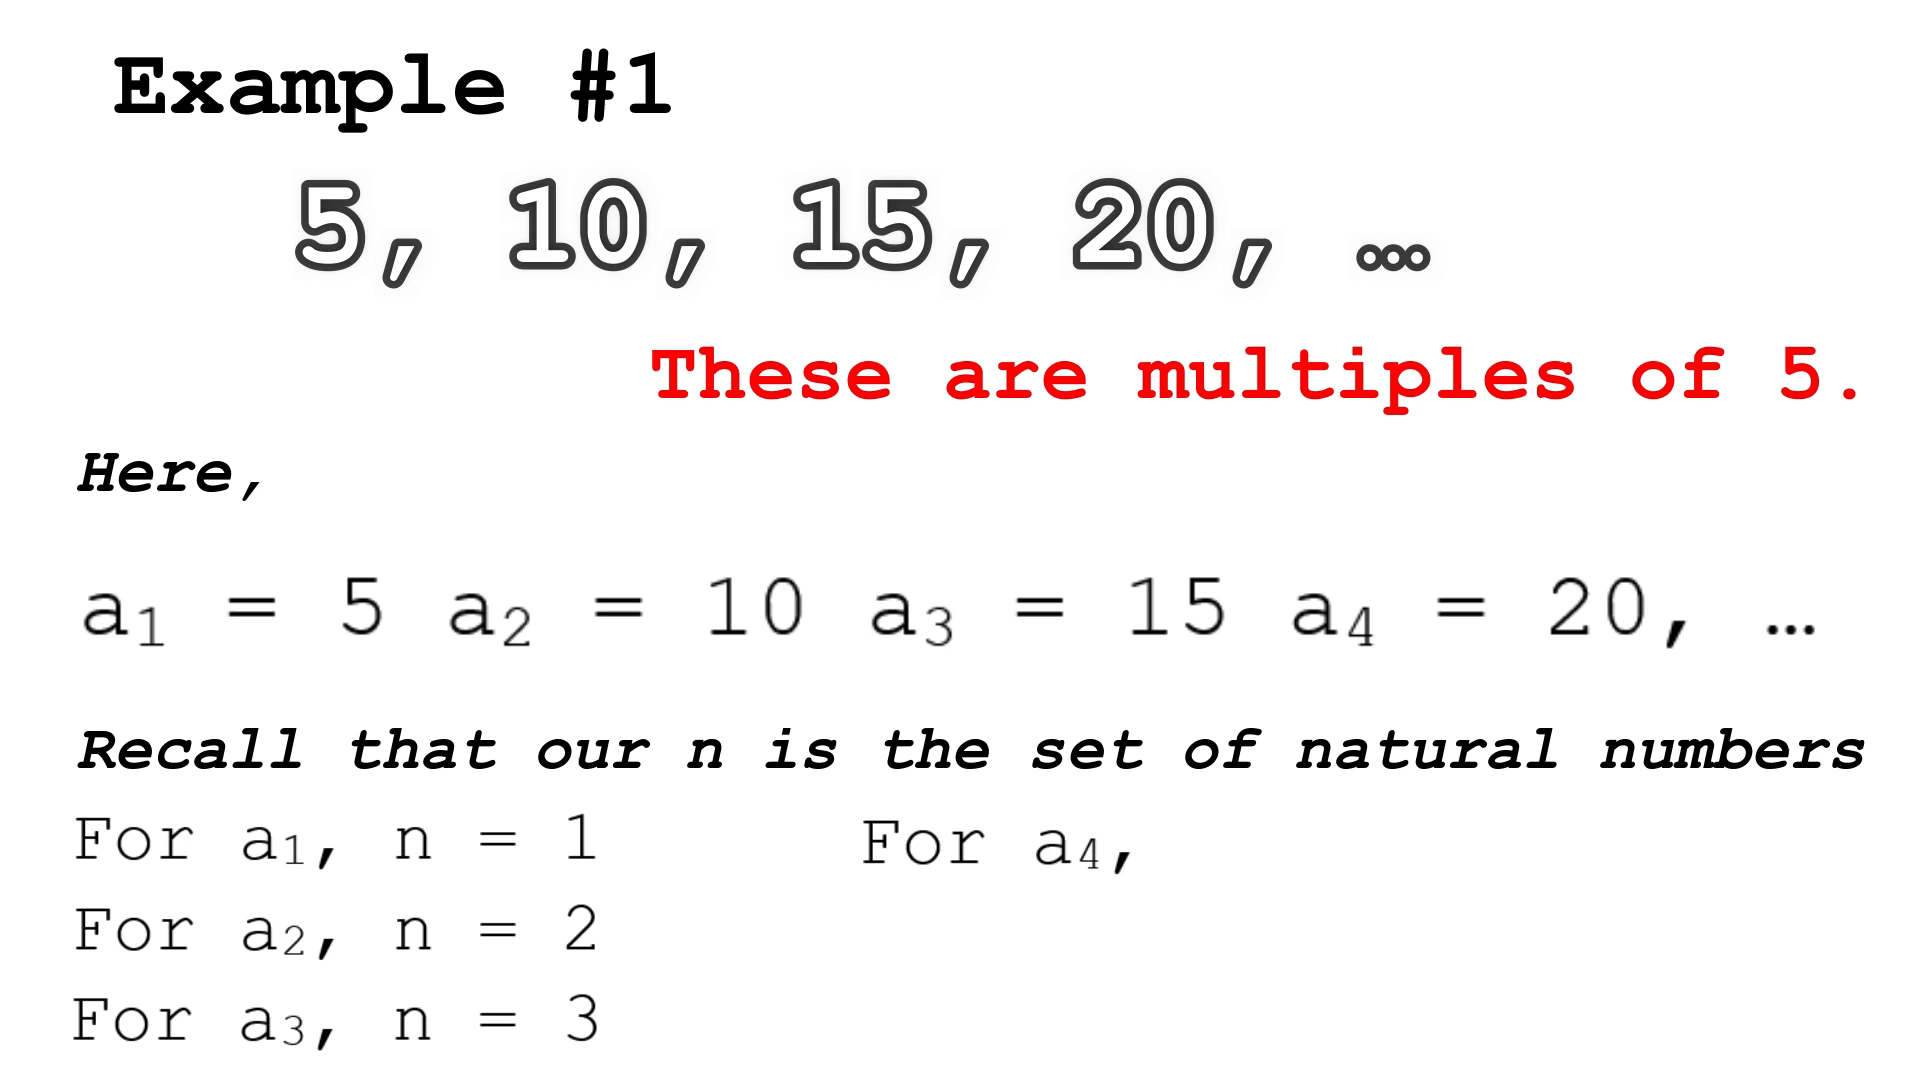 Example #1
5, 10, 15, 20, …
These are multiples of 5.
Here,
a₁ = 5 a₂ = 10 a₃ = 15 a₄ = 20, …
Recall that our n is the set of natural numbers
For a₁, n = 1
For a₂, n = 2
For a₃, n = 3
For a₄,